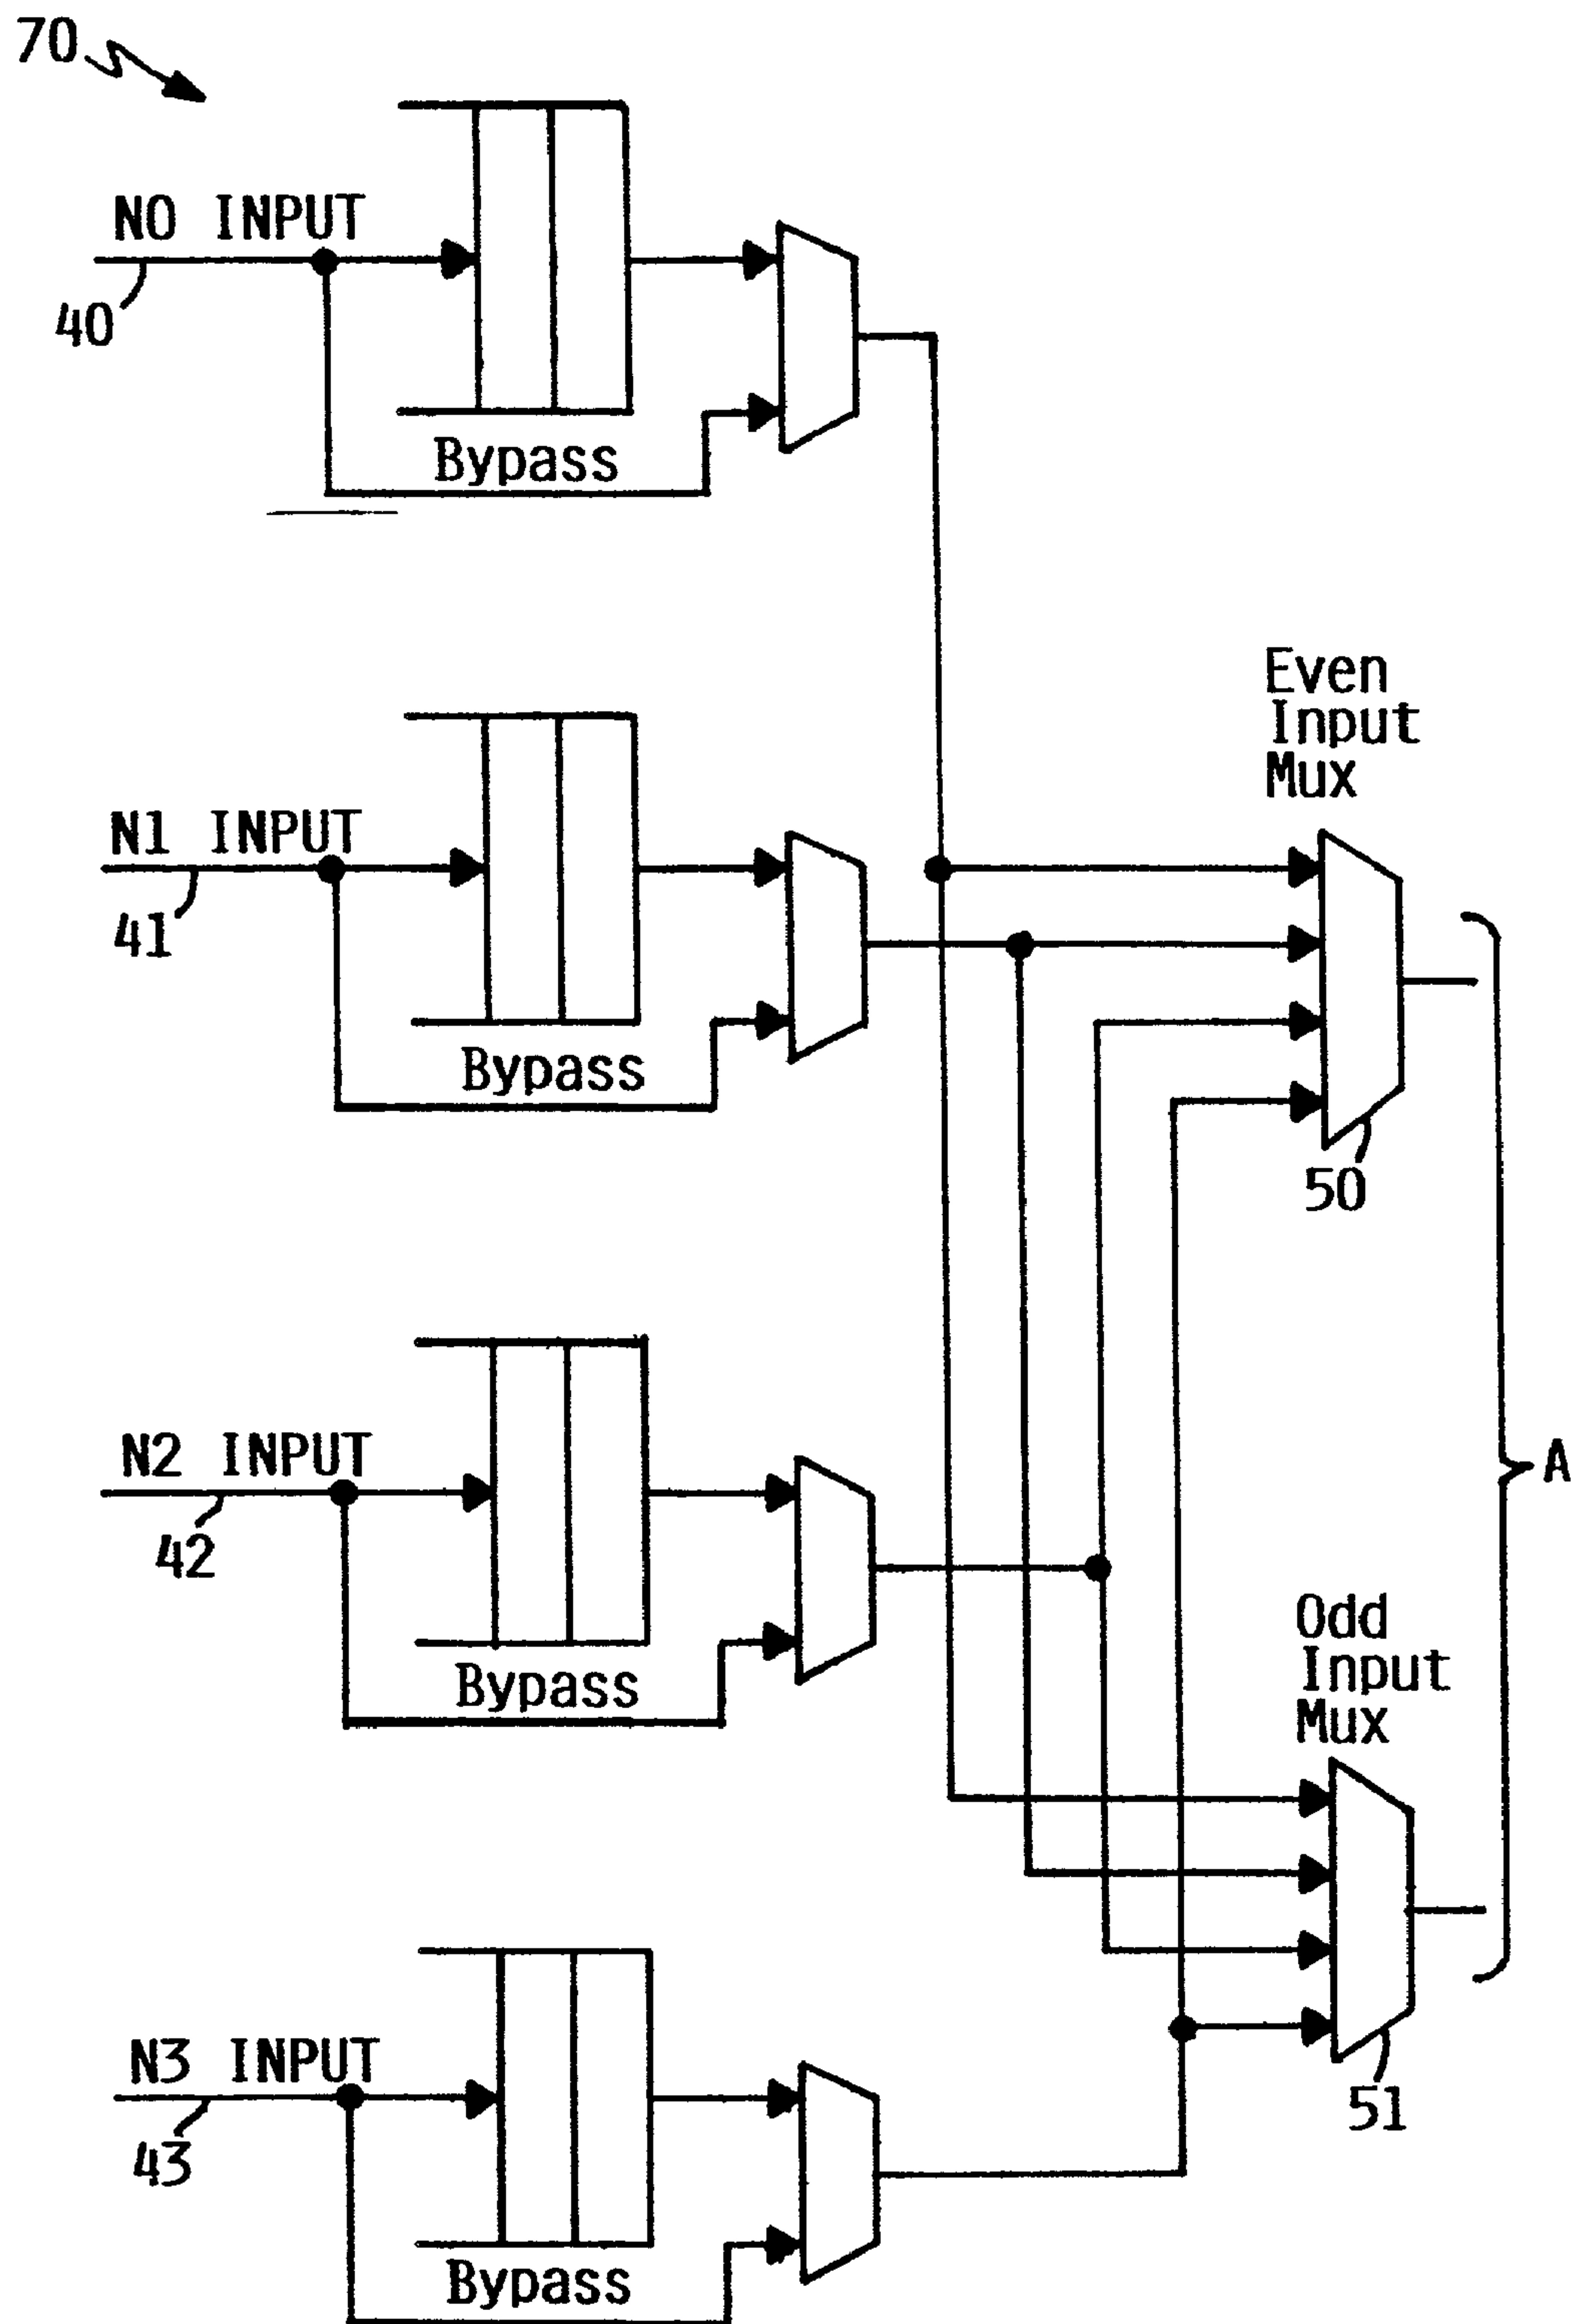 70
NO INPUT
40
Bypass
Even
Input
Mux
N1 INPUT
41
Bypass
50
N2 INPUT
42
Bypass
A
Odd
Input
Mux
N3 INPUT
43
Bypass
51